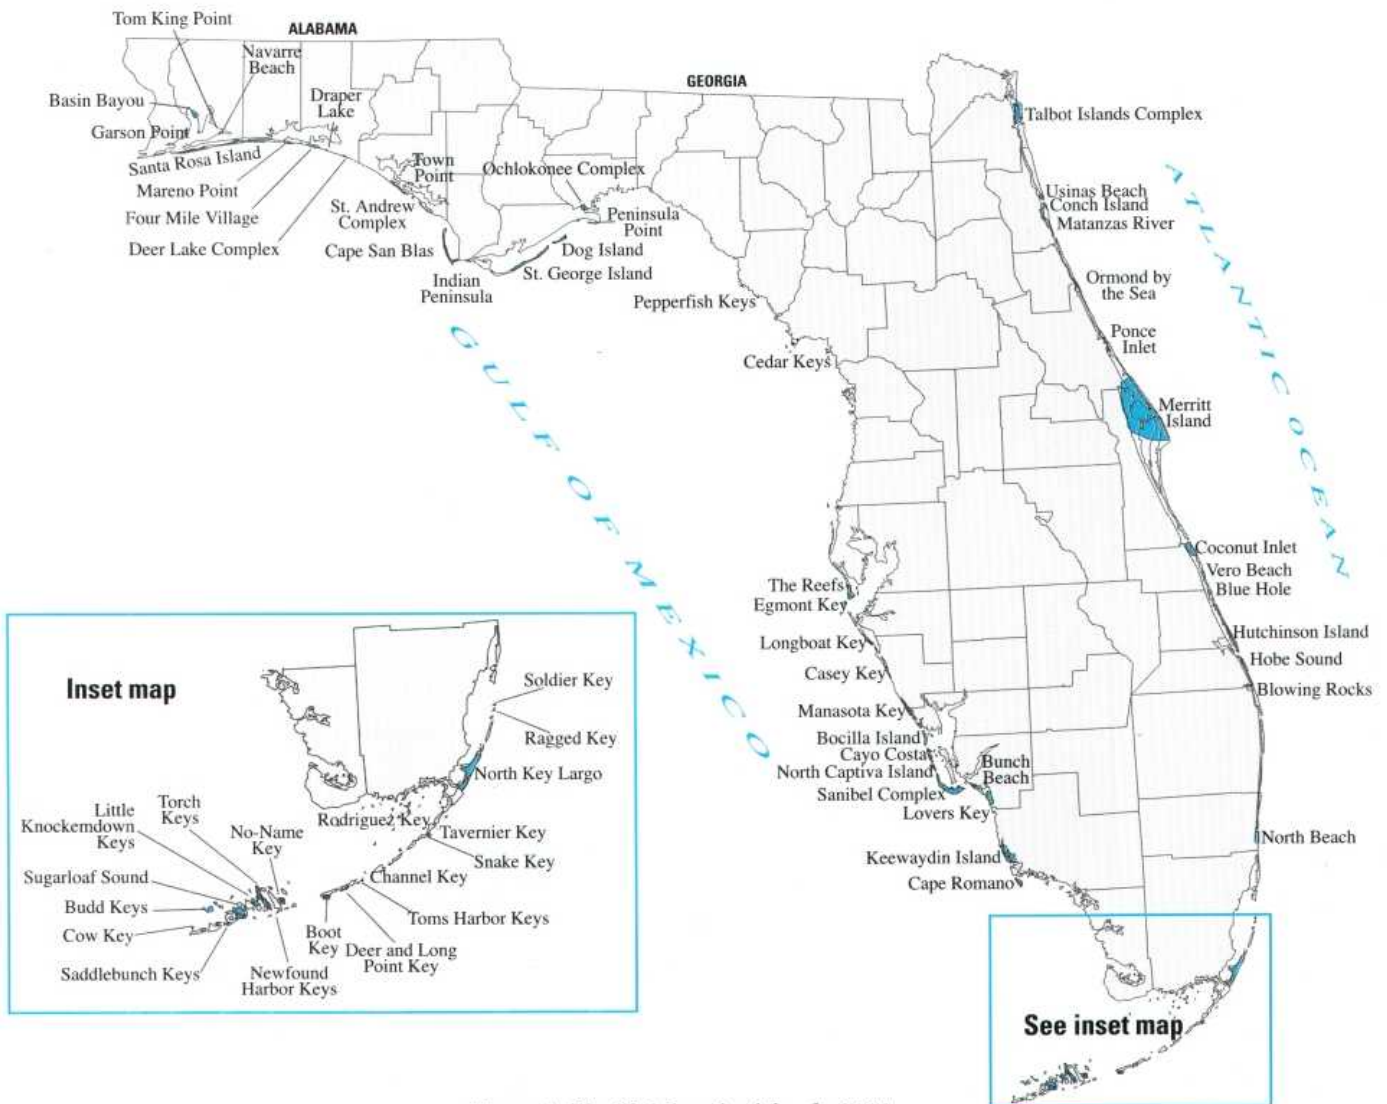 Tom King Point
ALABAMA
Navarre
Beach
GEORGIA
Basin Bayou
Draper
Lake
Garson Point
Talbot Islands Complex
Santa Rosa Island
Town
Point
Ochlokonee Complex
Mareno Point
Four Mile Village
Deer Lake Complex
St. Andrew
Complex
Cape San Blas
Indian
Peninsula
Peninsula
Point
Dog Island
St. George Island
Pepperfish Keys
Cedar Keys
Usinas Beach
Conch Island
Matanzas River
Ormond by
the Sea
Ponce
Inlet
Merritt
Island
ATLANTIC OCEAN
GULF OF MEXICO
Coconut Inlet
Vero Beach
Blue Hole
Hutchinson Island
Hobe Sound
Blowing Rocks
The Reefs
Egmont Key
Longboat Key
Casey Key
Manasota Key
Bocilla Island
Cayo Costa
North Captiva Island
Sanibel Complex
Bunch
Beach
Lovers Key
Keewaydin Island
Cape Romano
North Beach
See inset map
Inset map
Soldier Key
Ragged Key
North Key Largo
Rodriguez Key
Tavernier Key
Snake Key
Channel Key
Toms Harbor Keys
Deer and Long
Point Key
Boot
Key
Little
Knockemdown
Keys
Torch
Keys
No-Name
Key
Sugarloaf Sound
Budd Keys
Cow Key
Saddlebunch Keys
Newfound
Harbor Keys